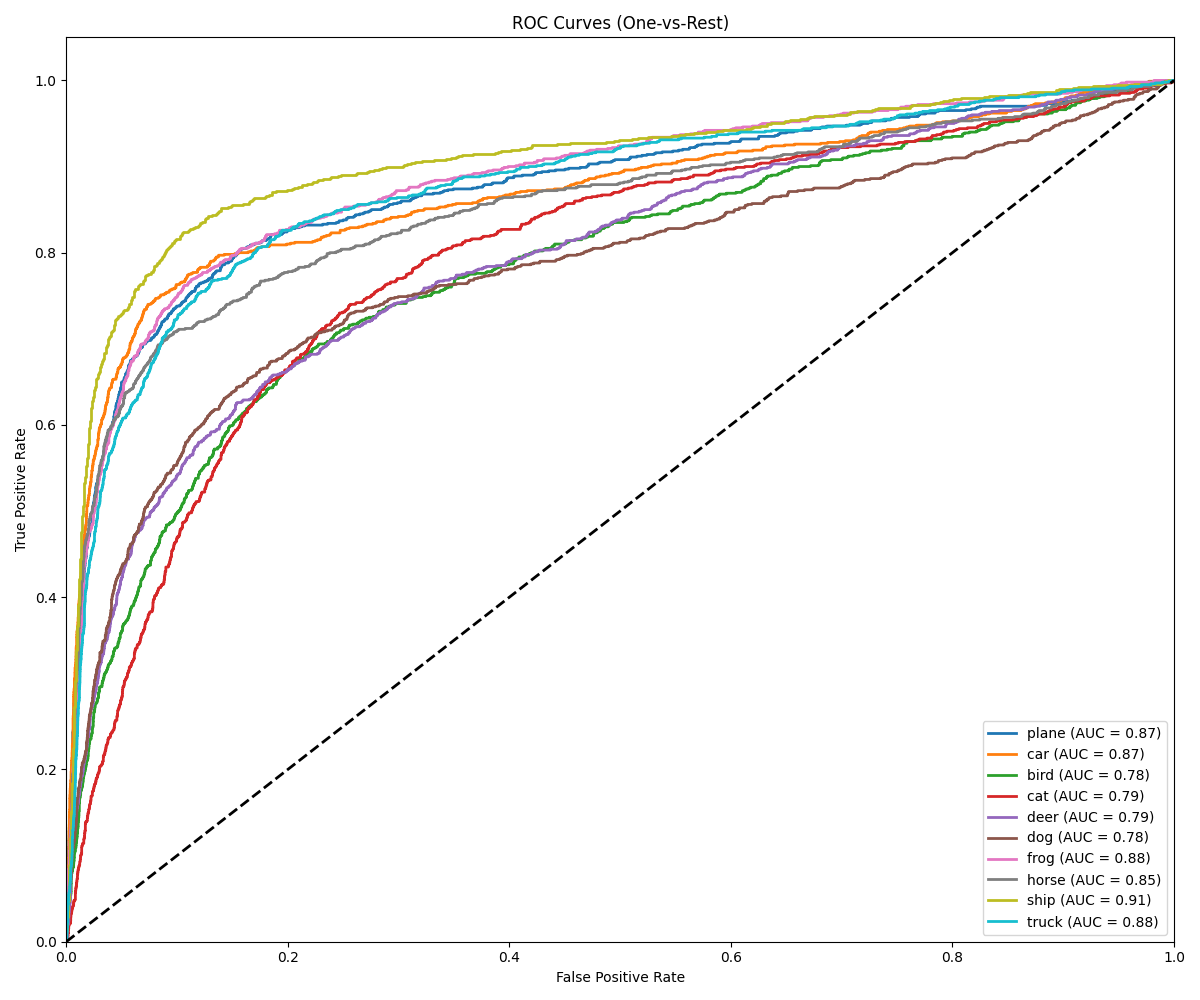 ROC Curves (One-vs-Rest)
True Positive Rate
1.0
0.8
0.6
0.4
0.2
0.0
0.0 0.2 0.4 0.6 0.8 1.0
False Positive Rate
plane (AUC = 0.87)
car (AUC = 0.87)
bird (AUC = 0.78)
cat (AUC = 0.79)
deer (AUC = 0.79)
dog (AUC = 0.78)
frog (AUC = 0.88)
horse (AUC = 0.85)
ship (AUC = 0.91)
truck (AUC = 0.88)